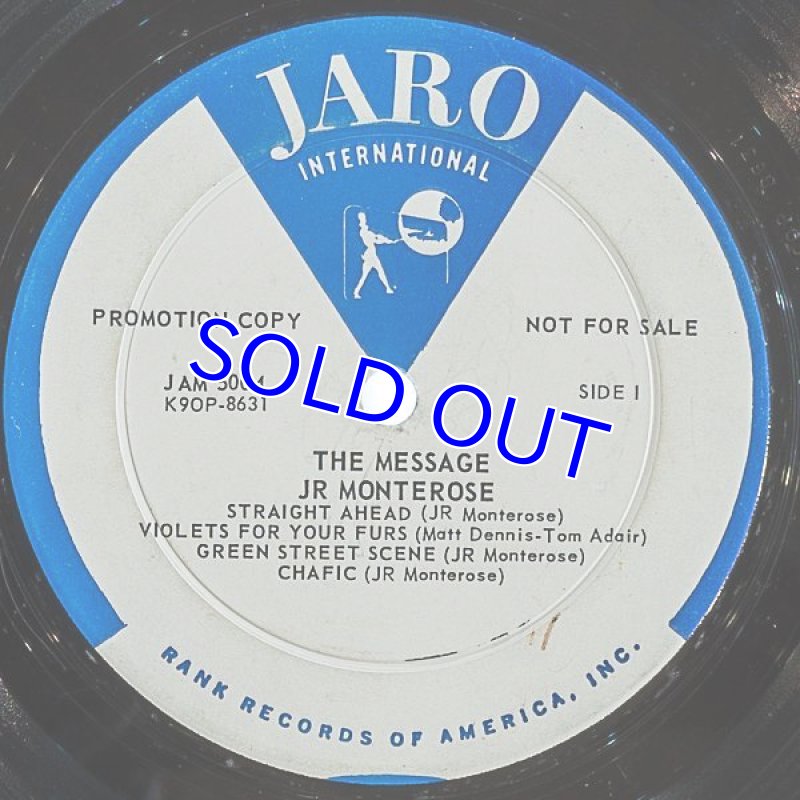 JARO
INTERNATIONAL
PROMOTION COPY
NOT FOR SALE
SOLD OUT
JAM
SIDE 1
K9OP-8631
THE MESSAGE
JR MONTEROSE
STRAIGHT AHEAD (JR Monterose)
VIOLETS FOR YOUR FURS (Matt Dennis-Tom Adair)
GREEN STREET SCENE (JR Monterose)
CHAFIC (JR Monterose)
RANK RECORDS OF AMERICA, INC.